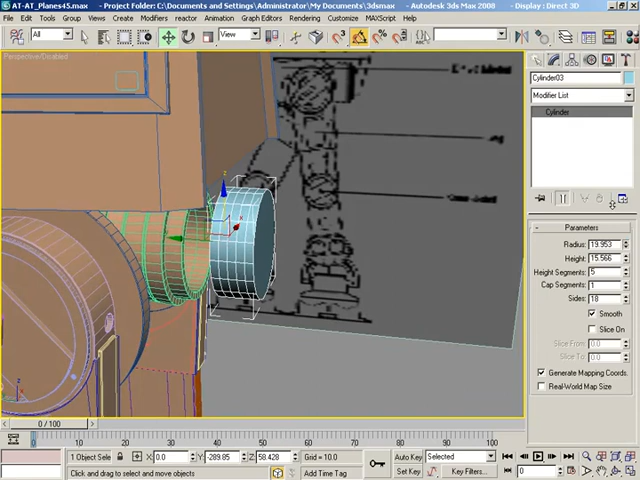 AT-AT_Planes45.max - Project Folder: C:\Documents and Settings\Administrator\My Documents\3dsmax - Autodesk 3ds Max 2008 - Display : Direct 3D
File Edit Tools Group Views Create Modifiers reactor Animation Graph Editors Rendering Customize MAXScript Help
All View
Perspective/Disabled
z
x
Cylinder03
Modifier List
Cylinder
Parameters
Radius: 19.953
Height: 15.566
Height Segments: 5
Cap Segments: 1
Sides: 18
Smooth
Slice On
Slice From: 0.0
Slice To: 0.0
Generate Mapping Coords.
Real-World Map Size
0 / 100
0 10 20 30 40 50 60 70 80 90 100
1 Object Sele X: 0.0 Y: -289.85 Z: 58.428 Grid = 10.0 Auto Key Selected
Click and drag to select and move objects Add Time Tag Set Key Key Filters... 0